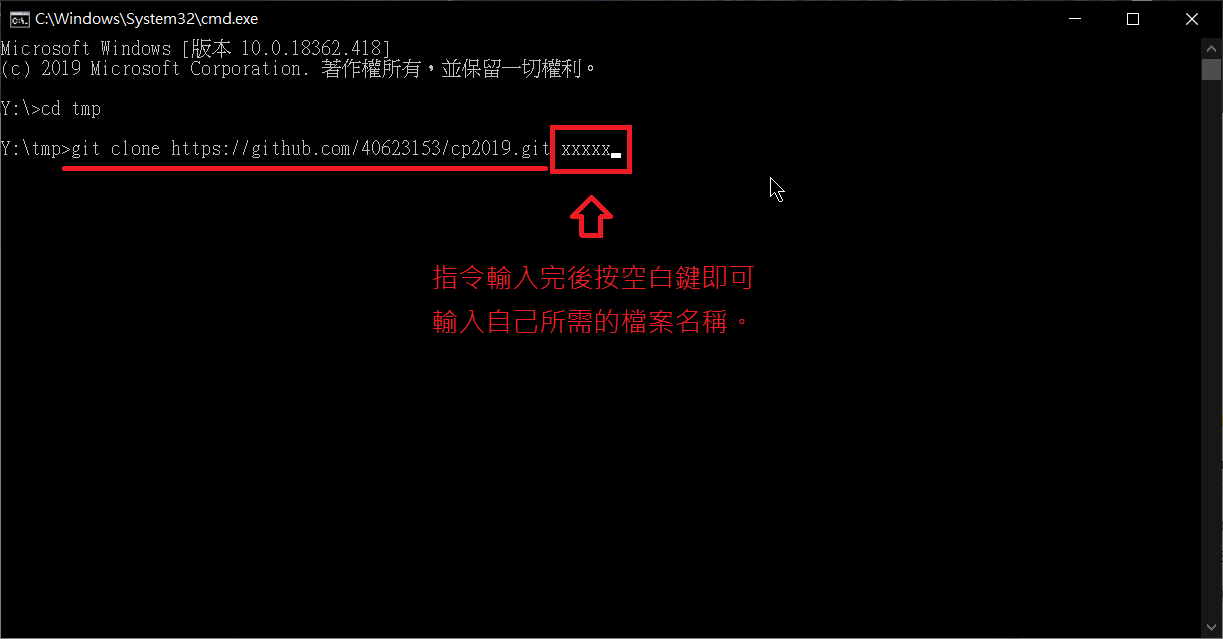 C:\Windows\System32\cmd.exe
Microsoft Windows [版本 10.0.18362.418]
(c) 2019 Microsoft Corporation. 著作權所有，並保留一切權利。
Y:\>cd tmp
Y:\tmp>git clone https://github.com/40623153/cp2019.git xxxxx
指令輸入完後按空白鍵即可
輸入自己所需的檔案名稱。